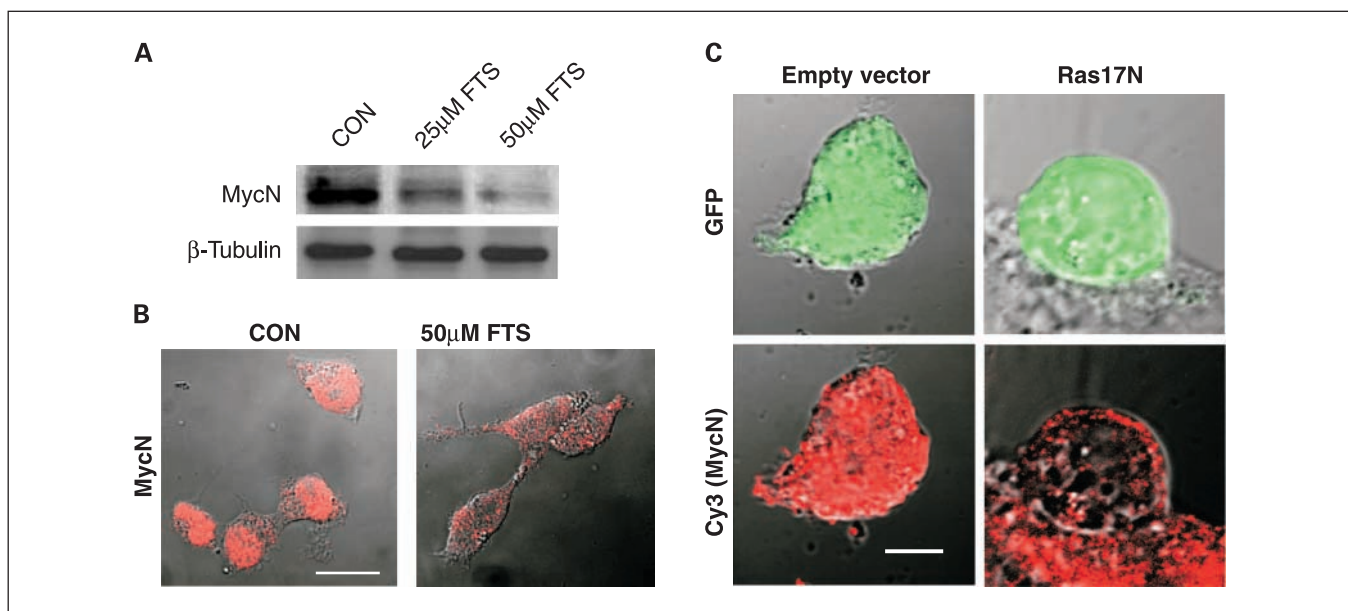 A
CON
25μM FTS
50μM FTS
MycN
β-Tubulin
B
CON
50μM FTS
MycN
C
Empty vector
Ras17N
GFP
Cy3 (MycN)